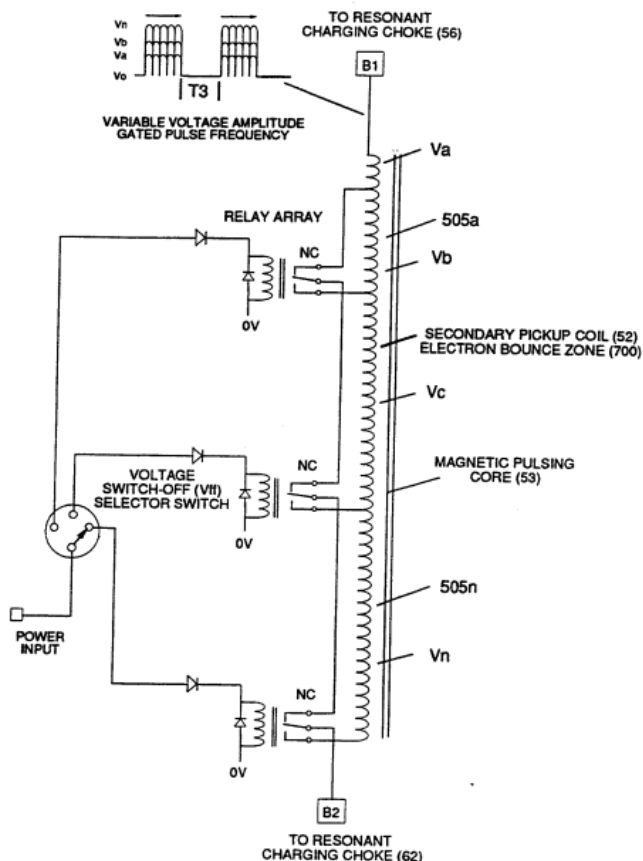 TO RESONANT
CHARGING CHOKE (56)
B1
Vn
Vb
Va
Vo
T3
VARIABLE VOLTAGE AMPLITUDE
GATED PULSE FREQUENCY
Va
505a
RELAY ARRAY
NC
Vb
0V
SECONDARY PICKUP COIL (52)
ELECTRON BOUNCE ZONE (700)
Vc
NC
VOLTAGE
SWITCH-OFF (Vff)
SELECTOR SWITCH
MAGNETIC PULSING
CORE (53)
0V
505n
POWER
INPUT
Vn
NC
0V
B2
TO RESONANT
CHARGING CHOKE (62)